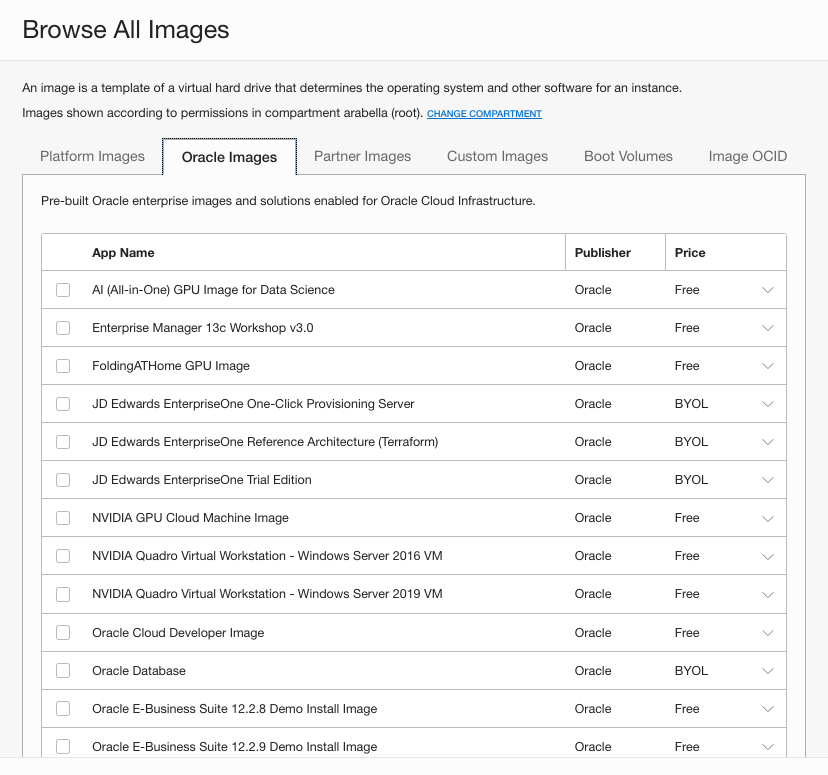 Browse All Images
An image is a template of a virtual hard drive that determines the operating system and other software for an instance.
Images shown according to permissions in compartment arabella (root). CHANGE COMPARTMENT
Platform Images Oracle Images Partner Images Custom Images Boot Volumes Image OCID
Pre-built Oracle enterprise images and solutions enabled for Oracle Cloud Infrastructure.
App Name Publisher Price
AI (All-in-One) GPU Image for Data Science Oracle Free
Enterprise Manager 13c Workshop v3.0 Oracle Free
FoldingATHome GPU Image Oracle Free
JD Edwards EnterpriseOne One-Click Provisioning Server Oracle BYOL
JD Edwards EnterpriseOne Reference Architecture (Terraform) Oracle BYOL
JD Edwards EnterpriseOne Trial Edition Oracle BYOL
NVIDIA GPU Cloud Machine Image Oracle Free
NVIDIA Quadro Virtual Workstation - Windows Server 2016 VM Oracle Free
NVIDIA Quadro Virtual Workstation - Windows Server 2019 VM Oracle Free
Oracle Cloud Developer Image Oracle Free
Oracle Database Oracle BYOL
Oracle E-Business Suite 12.2.8 Demo Install Image Oracle Free
Oracle E-Business Suite 12.2.9 Demo Install Image Oracle Free